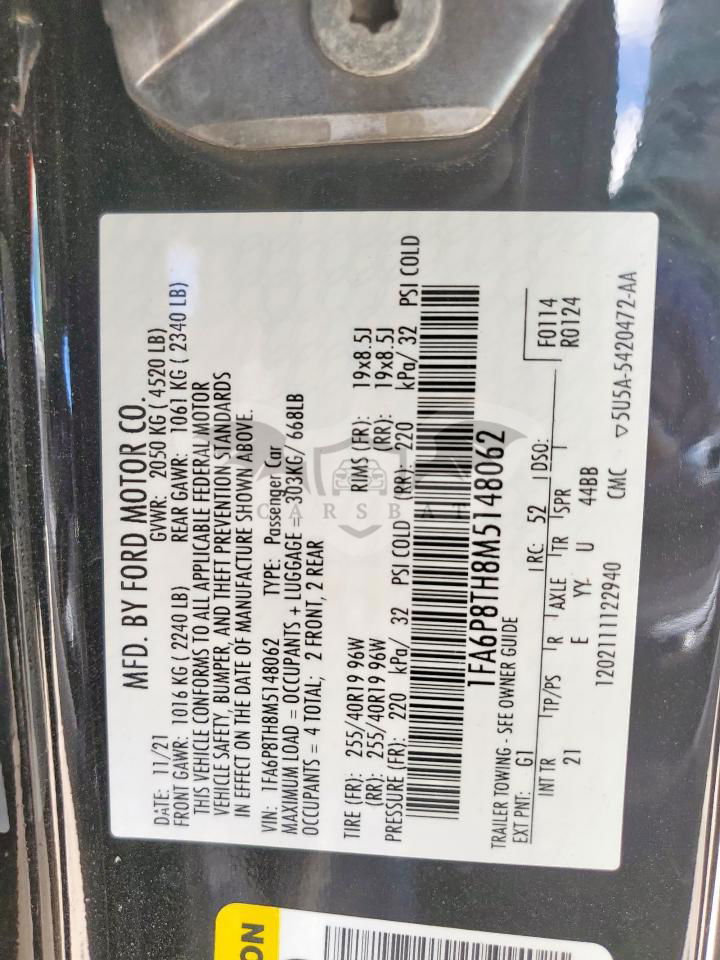 MFD. BY FORD MOTOR CO.
DATE: 11/21 GVWR: 2050 KG ( 4520 LB)
FRONT GAWR: 1016 KG ( 2240 LB) REAR GAWR: 1061 KG ( 2340 LB)
THIS VEHICLE CONFORMS TO ALL APPLICABLE FEDERAL MOTOR
VEHICLE SAFETY, BUMPER, AND THEFT PREVENTION STANDARDS
IN EFFECT ON THE DATE OF MANUFACTURE SHOWN ABOVE.
VIN: 1FA6P8TH8M5148062 TYPE: Passenger Car
MAXIMUM LOAD = OCCUPANTS + LUGGAGE = 303KG/ 668LB
OCCUPANTS = 4 TOTAL; 2 FRONT, 2 REAR
TIRE (FR): 255/40R19 96W RIMS (FR): 19x8.5J
(RR): 255/40R19 96W (RR): 19x8.5J
PRESSURE (FR): 220 kPa/ 32 PSI COLD (RR): 220 kPa/ 32 PSI COLD
1FA6P8TH8M5148062
CARSBAT
TRAILER TOWING - SEE OWNER GUIDE
EXT PNT: G1 RC: 52 DSO: F0114
R0124
INT TR TP/PS R AXLE TR SPR
21 E YY U 44BB
12021111122940 CMC ▽5U5A-5420472-AA
ON